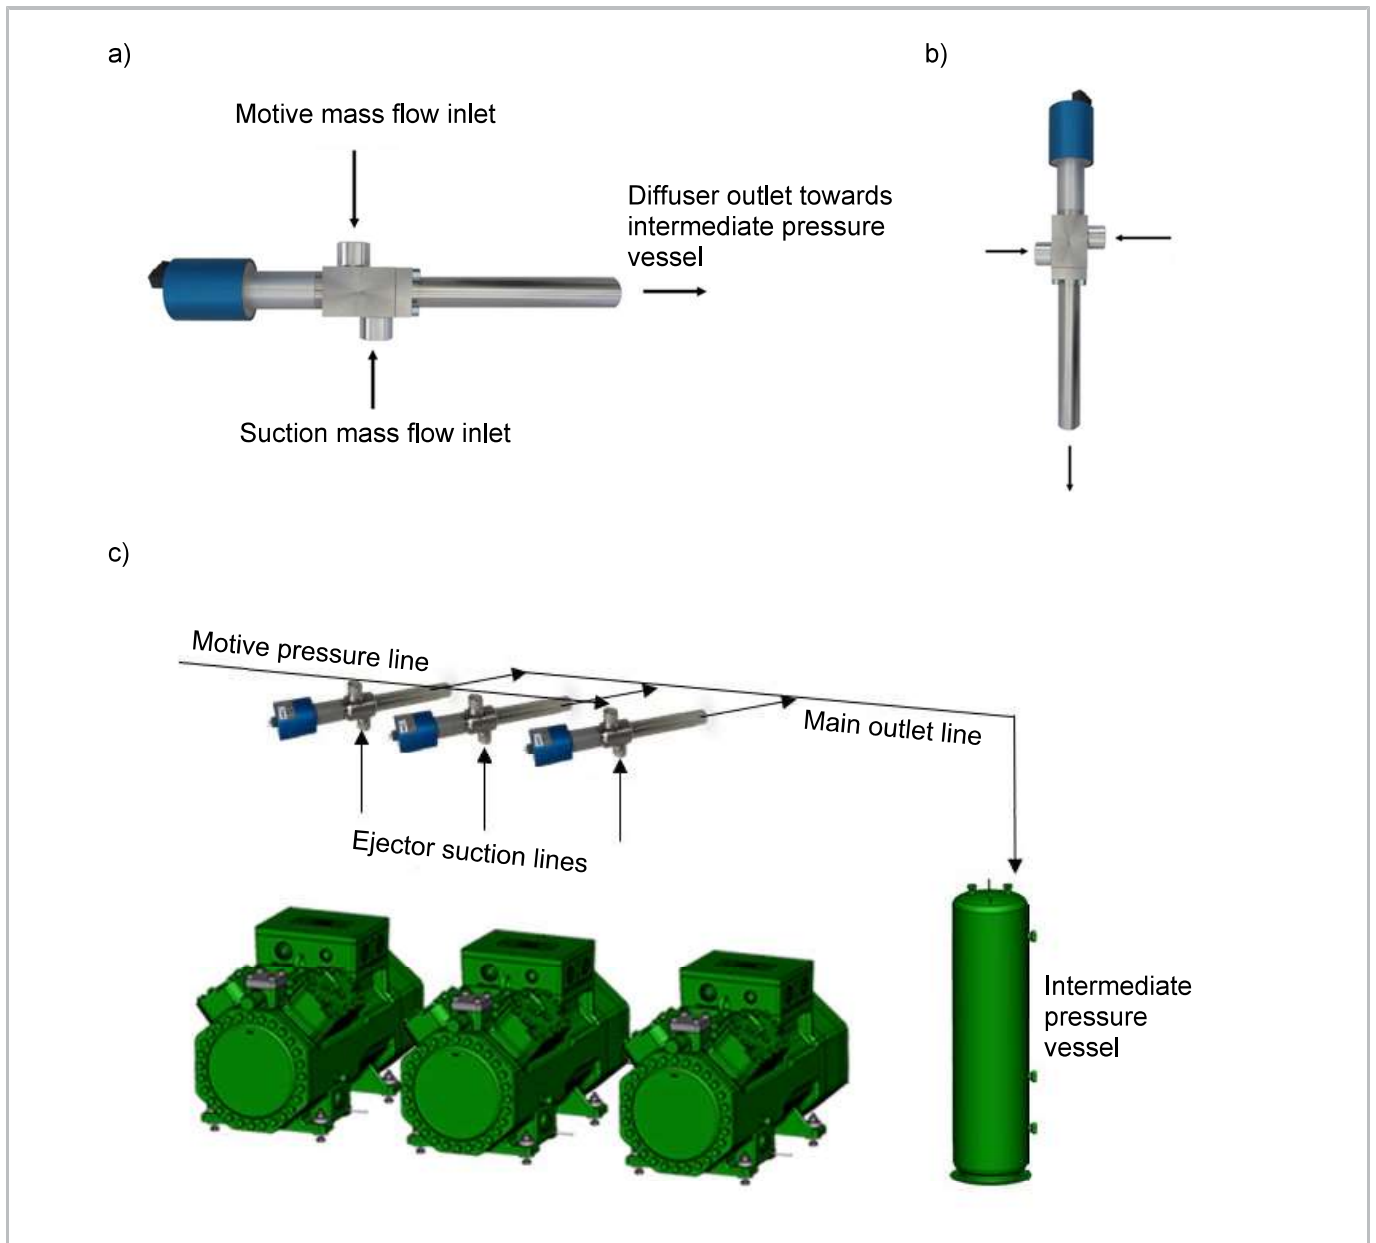 a)
b)
Motive mass flow inlet
Diffuser outlet towards
intermediate pressure
vessel
Suction mass flow inlet
c)
Motive pressure line
Main outlet line
Ejector suction lines
Intermediate
pressure
vessel